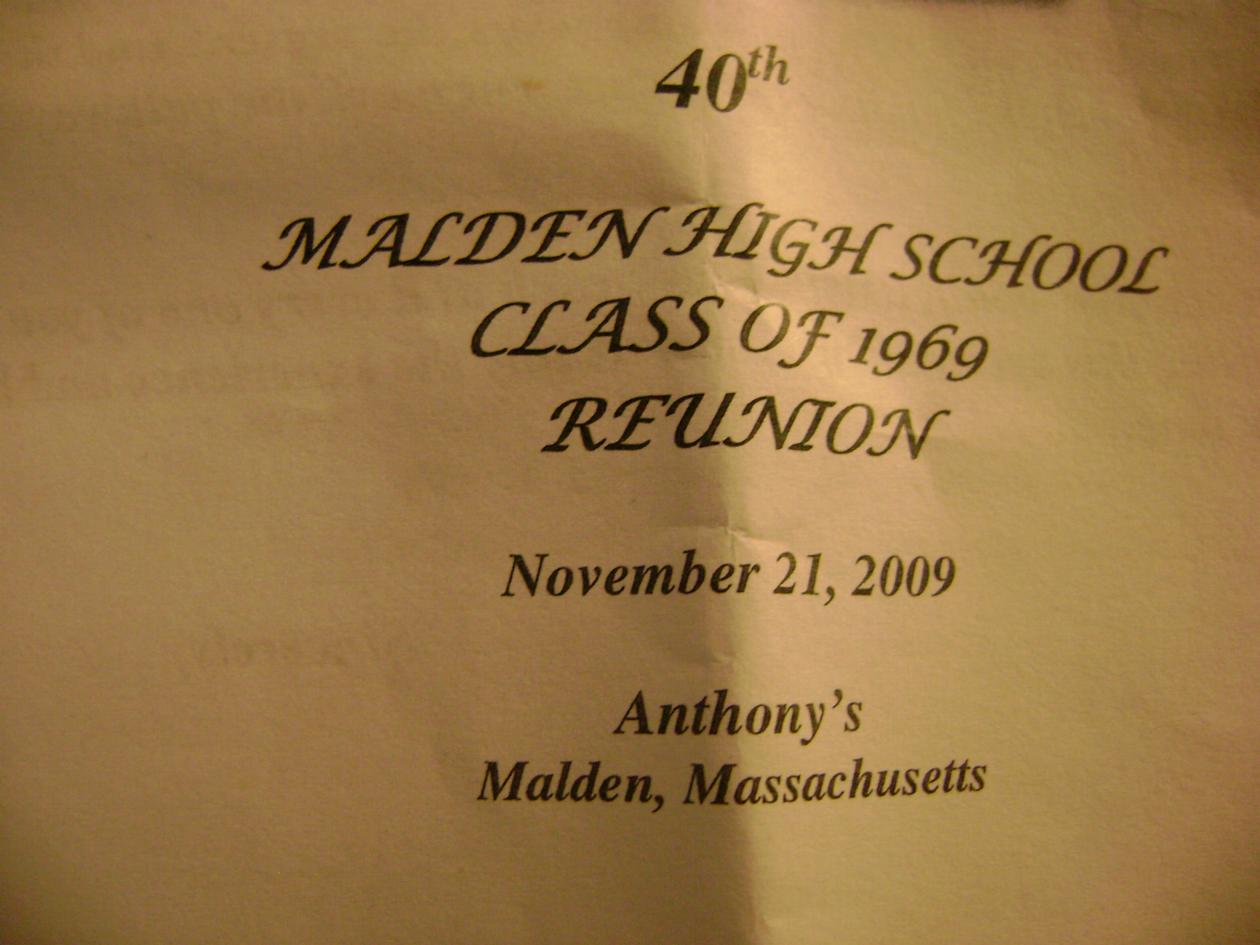 40th
MALDEN HIGH SCHOOL
CLASS OF 1969
REUNION
November 21, 2009
Anthony's
Malden, Massachusetts